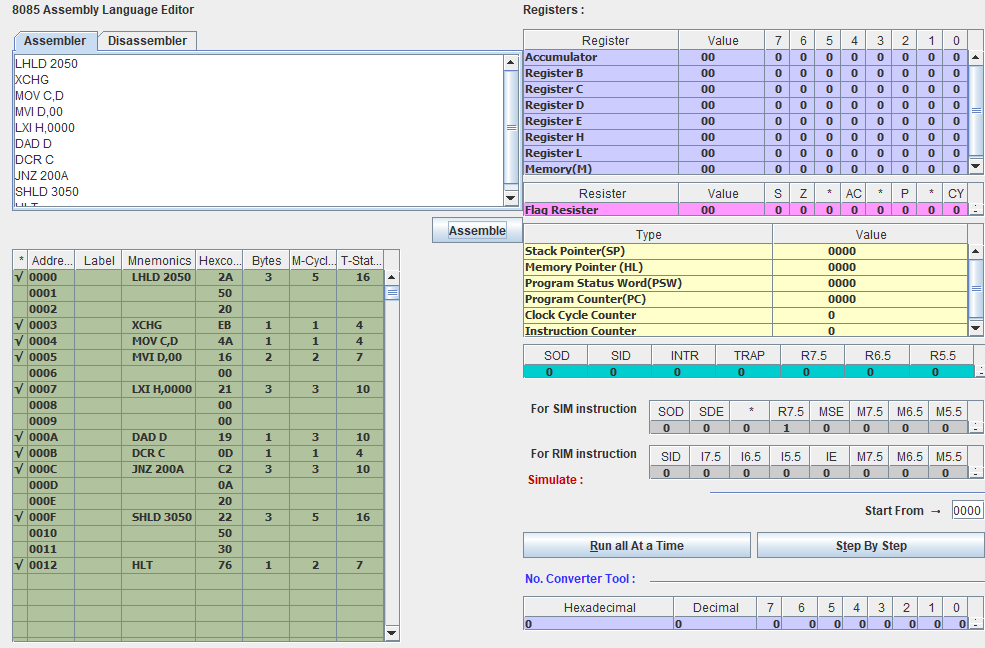 8085 Assembly Language Editor
Assembler Disassembler
LHLD 2050
XCHG
MOV C,D
MVI D,00
LXI H,0000
DAD D
DCR C
JNZ 200A
SHLD 3050
HLT
Assemble
* Addre... Label Mnemonics Hexco... Bytes M-Cycl... T-Stat...
√ 0000 LHLD 2050 2A 3 5 16
0001 50
0002 20
√ 0003 XCHG EB 1 1 4
√ 0004 MOV C,D 4A 1 1 4
√ 0005 MVI D,00 16 2 2 7
0006 00
√ 0007 LXI H,0000 21 3 3 10
0008 00
0009 00
√ 000A DAD D 19 1 3 10
√ 000B DCR C 0D 1 1 4
√ 000C JNZ 200A C2 3 3 10
000D 0A
000E 20
√ 000F SHLD 3050 22 3 5 16
0010 50
0011 30
√ 0012 HLT 76 1 2 7
Registers :
Register Value 7 6 5 4 3 2 1 0
Accumulator 00 0 0 0 0 0 0 0 0
Register B 00 0 0 0 0 0 0 0 0
Register C 00 0 0 0 0 0 0 0 0
Register D 00 0 0 0 0 0 0 0 0
Register E 00 0 0 0 0 0 0 0 0
Register H 00 0 0 0 0 0 0 0 0
Register L 00 0 0 0 0 0 0 0 0
Memory(M) 00 0 0 0 0 0 0 0 0
Resister Value S Z * AC * P * CY
Flag Resister 00 0 0 0 0 0 0 0 0
Type Value
Stack Pointer(SP) 0000
Memory Pointer (HL) 0000
Program Status Word(PSW) 0000
Program Counter(PC) 0000
Clock Cycle Counter 0
Instruction Counter 0
SOD SID INTR TRAP R7.5 R6.5 R5.5
0 0 0 0 0 0 0
For SIM instruction
SOD SDE * R7.5 MSE M7.5 M6.5 M5.5
0 0 0 1 0 0 0 0
For RIM instruction
SID I7.5 I6.5 I5.5 IE M7.5 M6.5 M5.5
0 0 0 0 0 0 0 0
Simulate :
Start From → 0000
Run all At a Time Step By Step
No. Converter Tool :
Hexadecimal Decimal 7 6 5 4 3 2 1 0
0 0 0 0 0 0 0 0 0 0